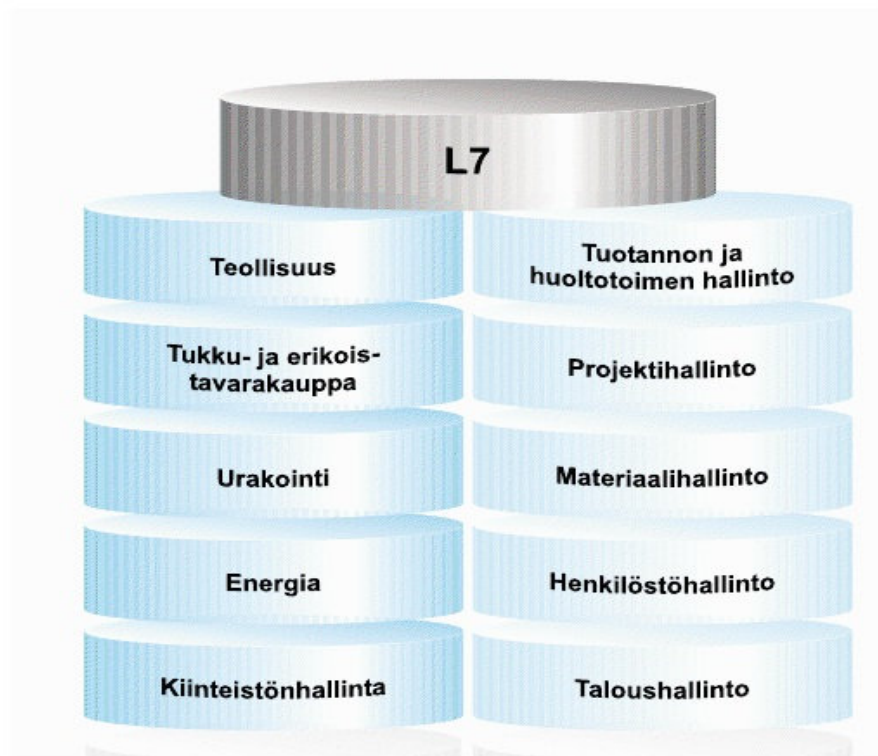 L7
Teollisuus
Tukku- ja erikois-
tavarakauppa
Urakointi
Energia
Kiinteistönhallinta
Tuotannon ja
huoltotoimen hallinto
Projektihallinto
Materiaalihallinto
Henkilöstöhallinto
Taloushallinto